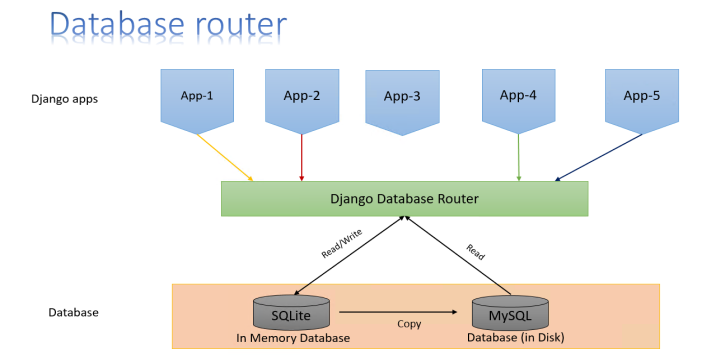 Database router
Django apps
App-1
App-2
App-3
App-4
App-5
Django Database Router
Read/Write
Read
Database
SQLite
Copy
MySQL
In Memory Database
Database (in Disk)